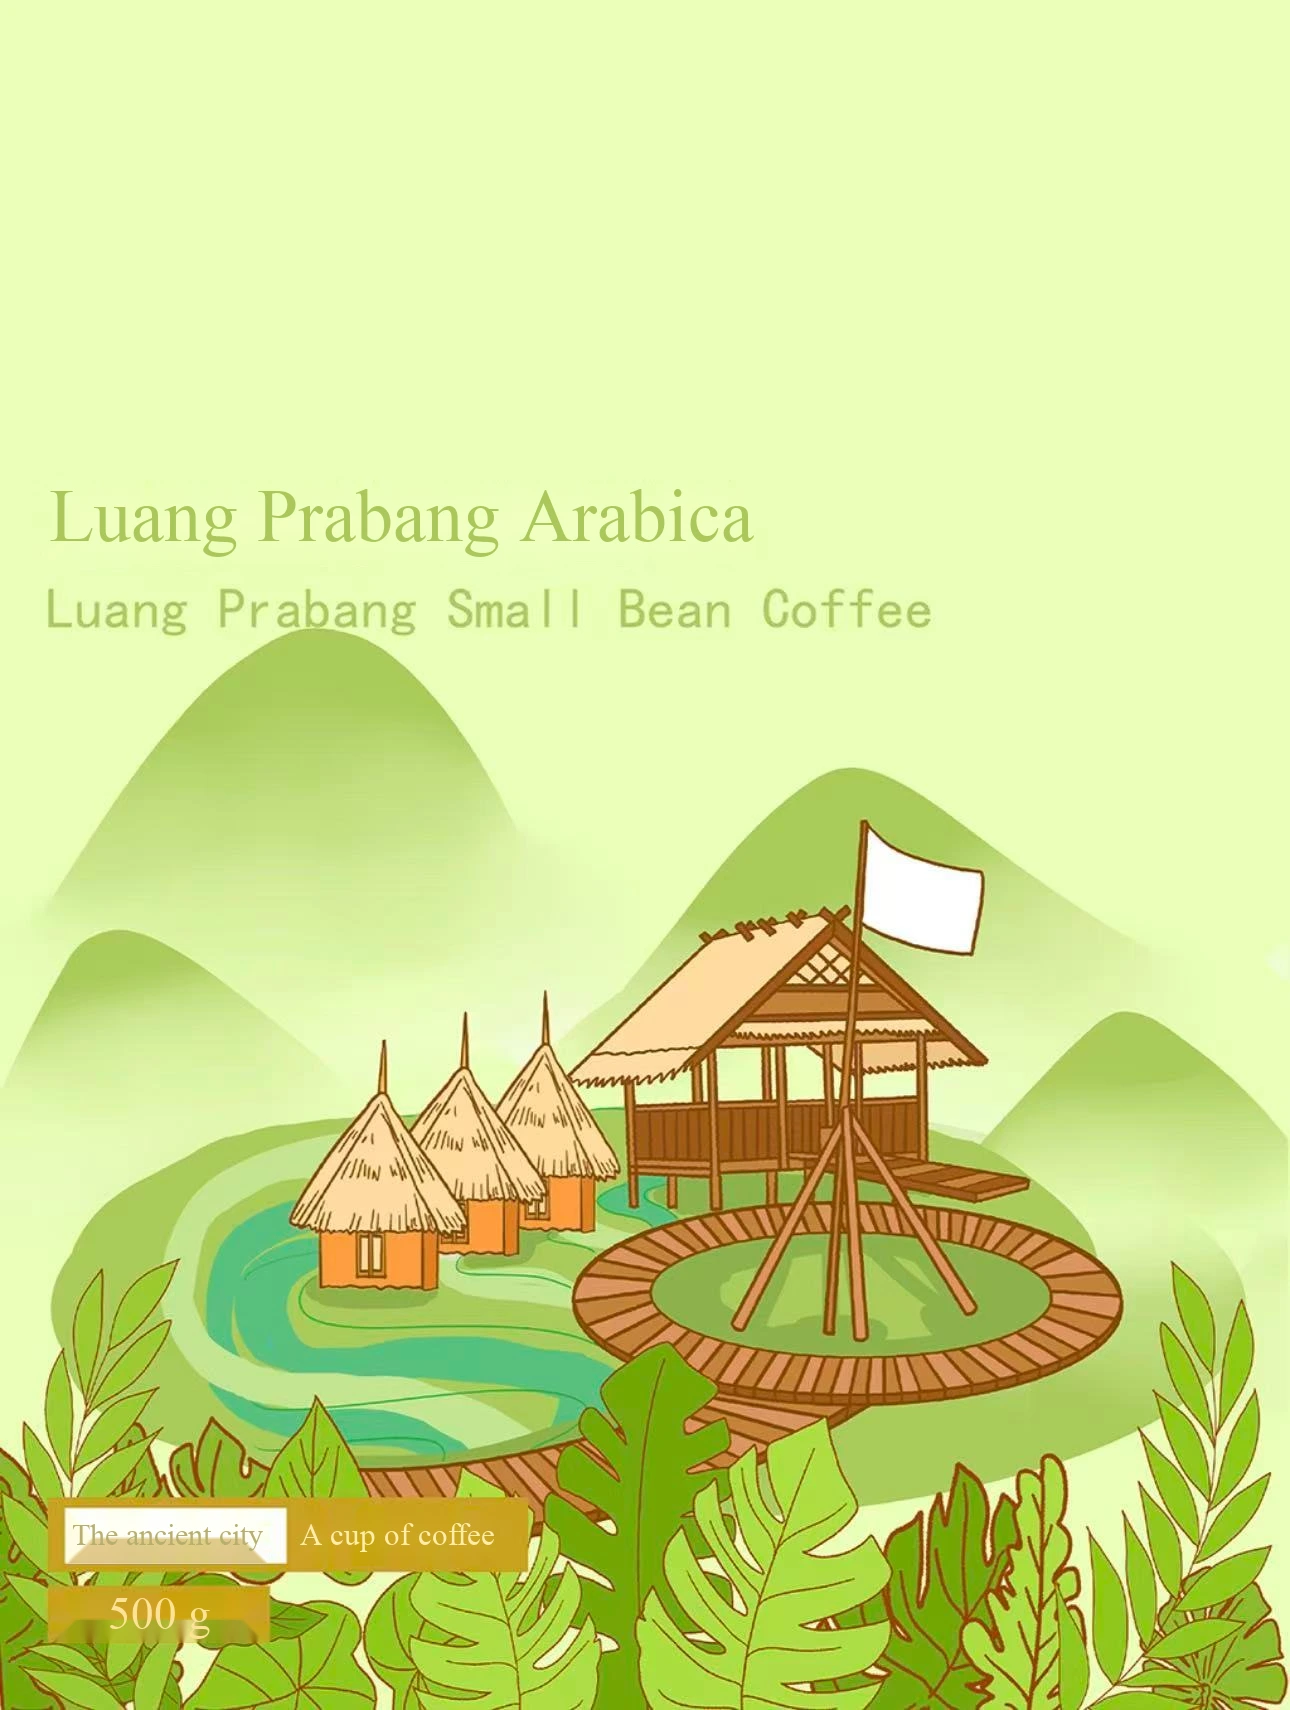 Luang Prabang Arabica
Luang Prabang Small Bean Coffee
The ancient city A cup of coffee
500 g